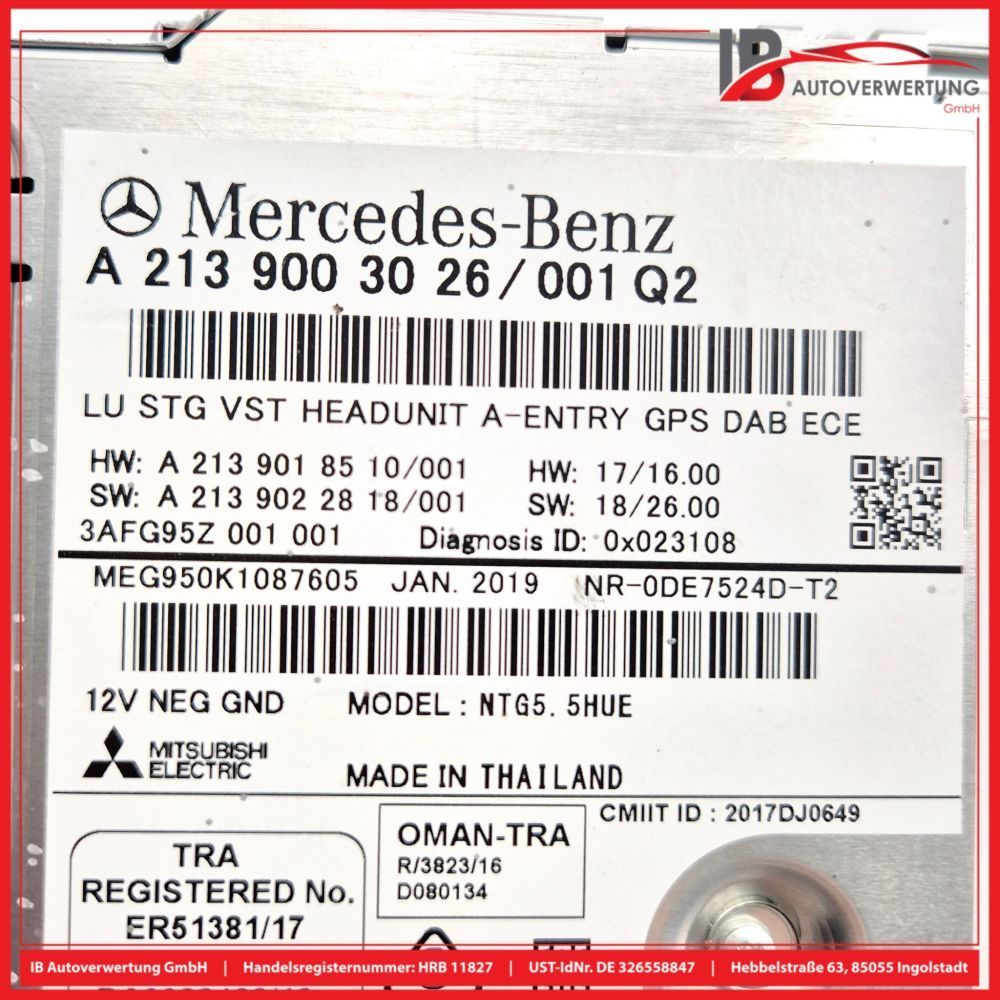 IB
AUTOVERWERTUNG
GmbH
Mercedes-Benz
A 213 900 30 26/001 Q2
LU STG VST HEADUNIT A-ENTRY GPS DAB ECE
HW: A 213 901 85 10/001 HW: 17/16.00
SW: A 213 902 28 18/001 SW: 18/26.00
3AFG95Z 001 001 Diagnosis ID: 0x023108
MEG950K1087605 JAN. 2019 NR-0DE7524D-T2
12V NEG GND MODEL : NTG5.5HUE
MITSUBISHI
ELECTRIC
MADE IN THAILAND
CMIIT ID : 2017DJ0649
TRA
REGISTERED No.
ER51381/17
OMAN-TRA
R/3823/16
D080134
IB Autoverwertung GmbH | Handelsregisternummer: HRB 11827 | UST-IdNr. DE 326558847 | Hebbelstraße 63, 85055 Ingolstadt